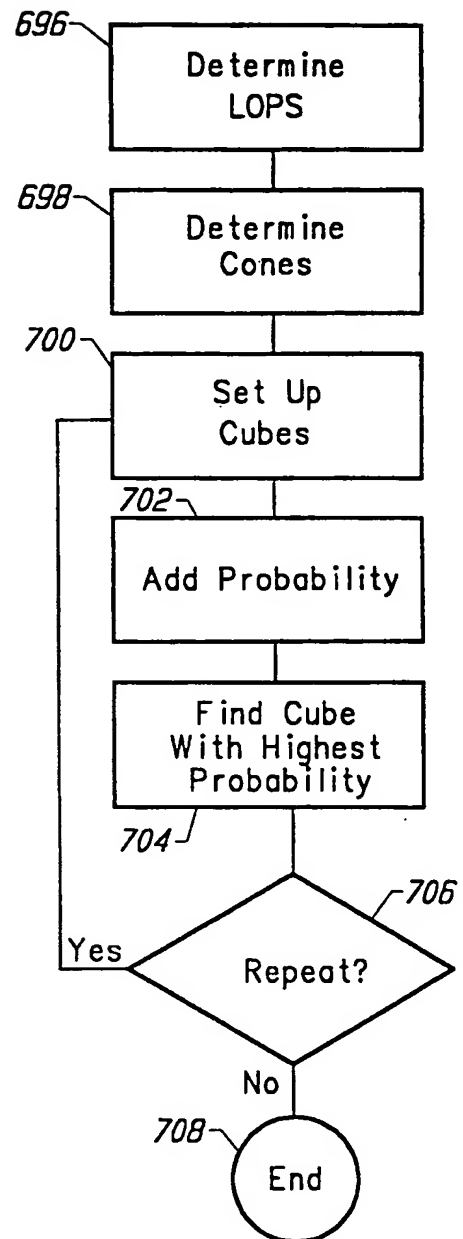 696
Determine
LOPS
698
Determine
Cones
700
Set Up
Cubes
702
Add Probability
Find Cube
With Highest
Probability
704
706
Repeat?
Yes
No
708
End